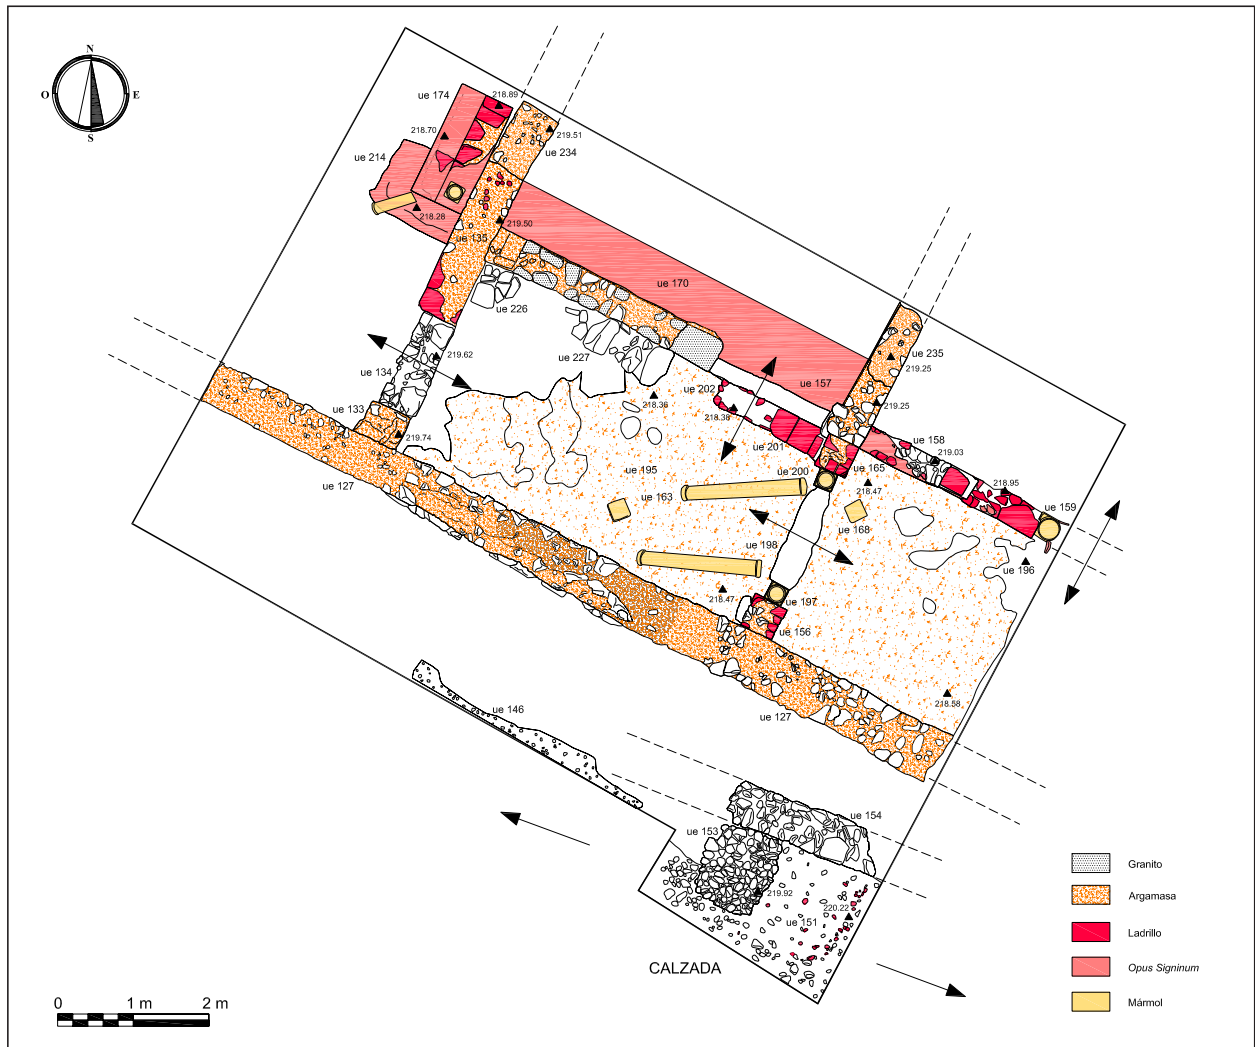 N
O E
S
ue 174
218.89
218.70
219.51
ue 234
ue 214
218.28
219.50
ue 135
ue 170
ue 226
ue 235
219.25
ue 227
219.62
ue 134
ue 157
ue 202
218.36
218.38
219.25
ue 133
219.74
ue 201
ue 158
219.03
ue 195
ue 200
ue 165
218.47
218.95
ue 127
ue 163
ue 168
ue 159
ue 198
ue 196
218.47
ue 197
ue 156
218.58
ue 146
ue 127
ue 154
ue 153
219.92
220.22
ue 151
CALZADA
Granito
Argamasa
Ladrillo
Opus Signinum
Mármol
0 1 m 2 m